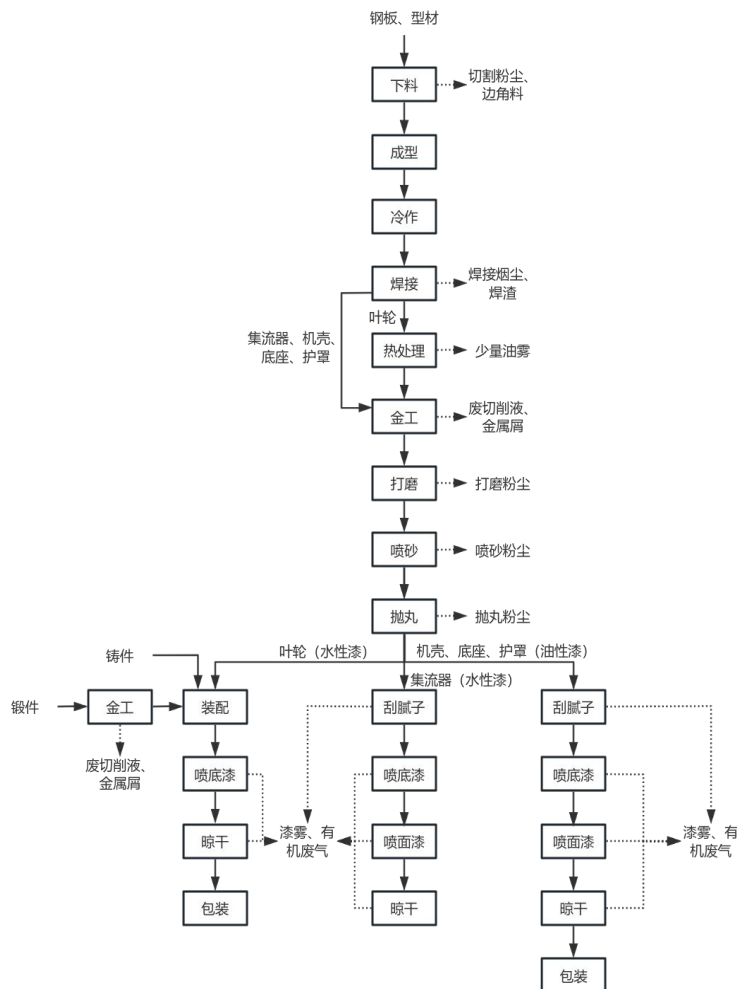 钢板、型材
下料
切割粉尘、
边角料
成型
冷作
焊接
焊接烟尘、
焊渣
叶轮
集流器、机壳、
底座、护罩
热处理
少量油雾
金工
废切削液、
金属屑
打磨
打磨粉尘
喷砂
喷砂粉尘
抛丸
抛丸粉尘
铸件
叶轮（水性漆）
机壳、底座、护罩（油性漆）
集流器（水性漆）
锻件
金工
装配
刮腻子
刮腻子
废切削液、
金属屑
喷底漆
喷底漆
喷底漆
晾干
漆雾、有
机废气
喷面漆
喷面漆
漆雾、有
机废气
包装
晾干
晾干
包装